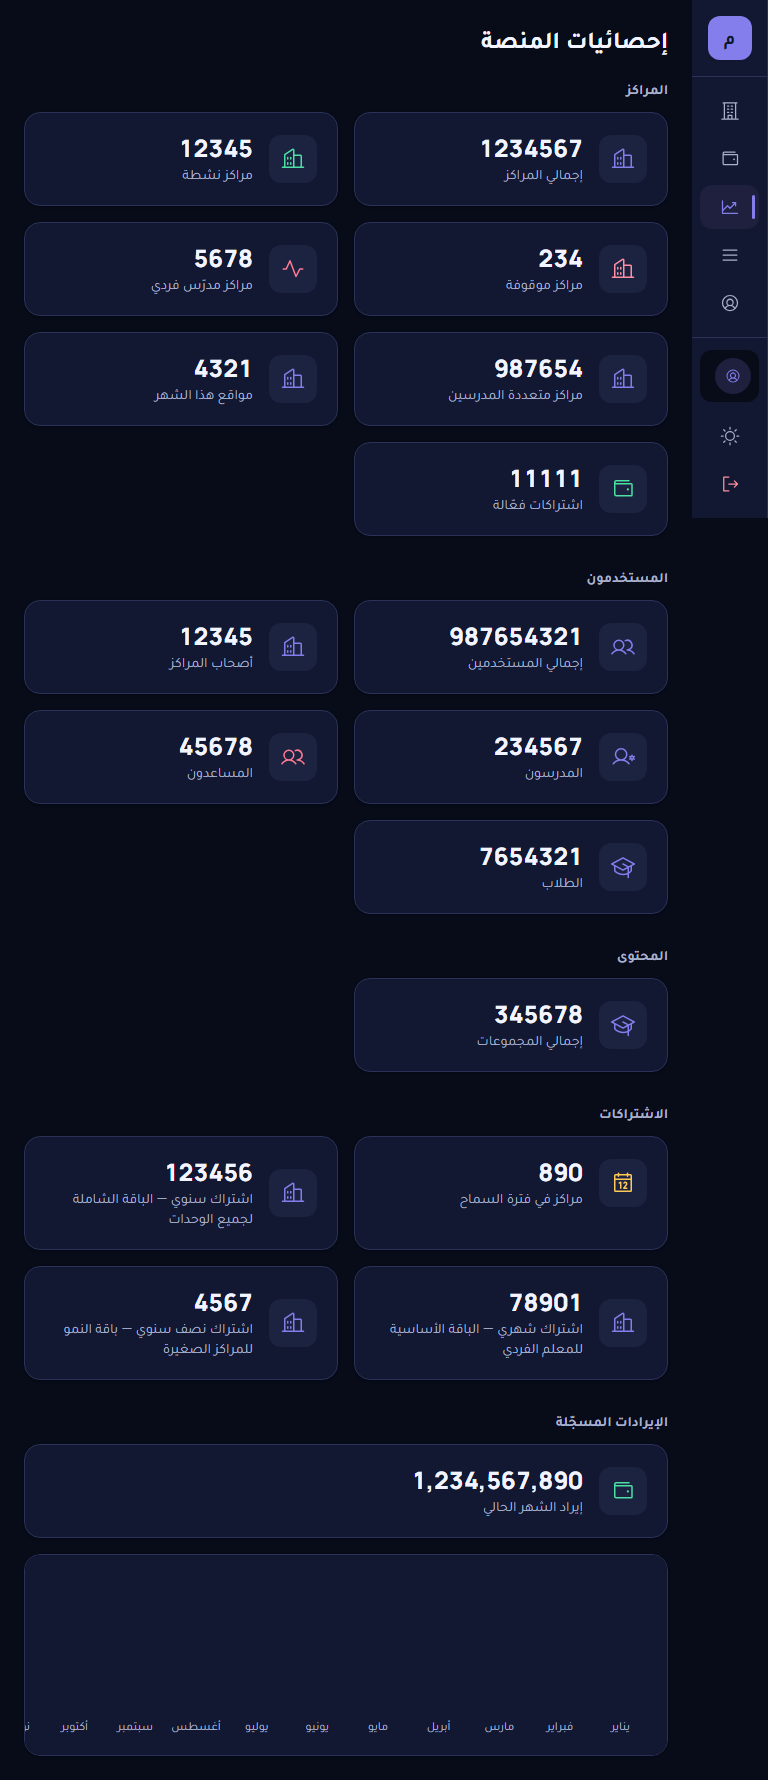 م
إحصائيات المنصة
المراكز
1234567
إجمالي المراكز
12345
مراكز نشطة
234
مراكز موقوفة
5678
مراكز مدرّس فردي
987654
مراكز متعددة المدرسين
4321
مواقع هذا الشهر
11111
اشتراكات فعّالة
المستخدمون
987654321
إجمالي المستخدمين
12345
أصحاب المراكز
234567
المدرسون
45678
المساعدون
7654321
الطلاب
المحتوى
345678
إجمالي المجموعات
الاشتراكات
890
مراكز في فترة السماح
12
123456
اشتراك سنوي — الباقة الشاملة
لجميع الوحدات
78901
اشتراك شهري — الباقة الأساسية
للمعلم الفردي
4567
اشتراك نصف سنوي — باقة النمو
للمراكز الصغيرة
الإيرادات المسجّلة
1,234,567,890
إيراد الشهر الحالي
يناير فبراير مارس أبريل مايو يونيو يوليو أغسطس سبتمبر أكتوبر